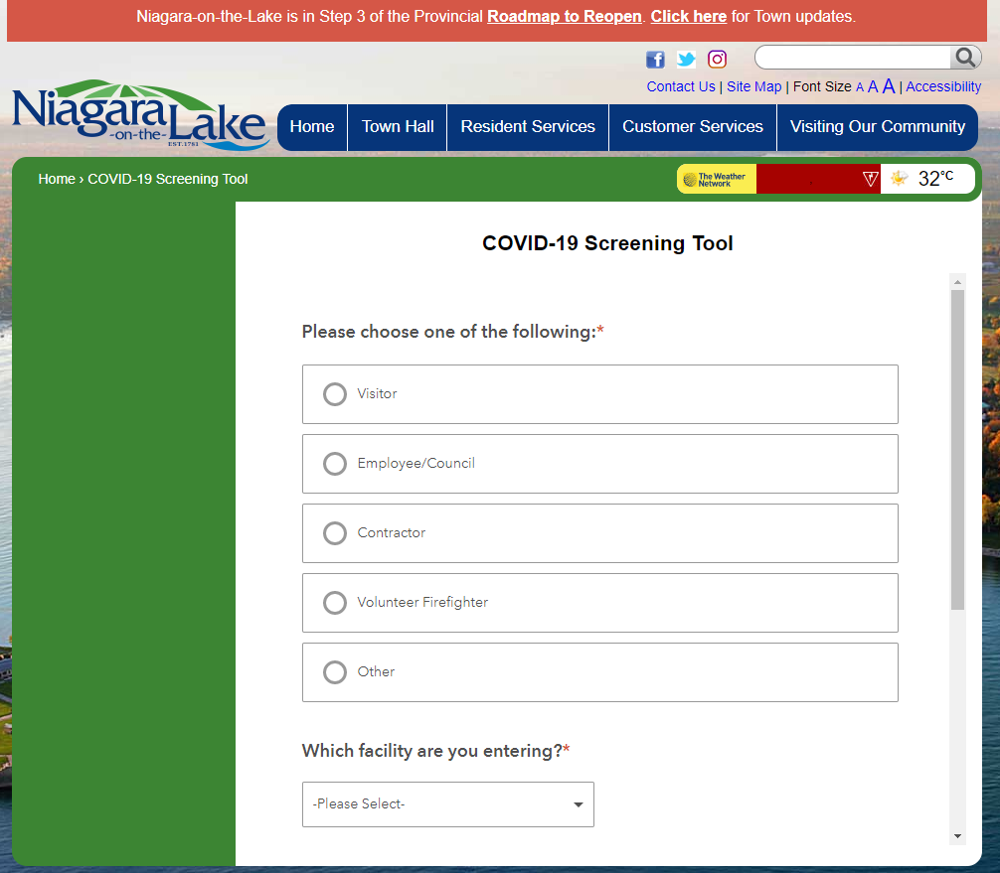 Niagara-on-the-Lake is in Step 3 of the Provincial Roadmap to Reopen. Click here for Town updates.
Contact Us | Site Map | Font Size A A A | Accessibility
Niagara
-on-the-
Lake
EST.1781
Home Town Hall Resident Services Customer Services Visiting Our Community
Home › COVID-19 Screening Tool
The Weather
Network
32°C
COVID-19 Screening Tool
Please choose one of the following:*
Visitor
Employee/Council
Contractor
Volunteer Firefighter
Other
Which facility are you entering?*
-Please Select-